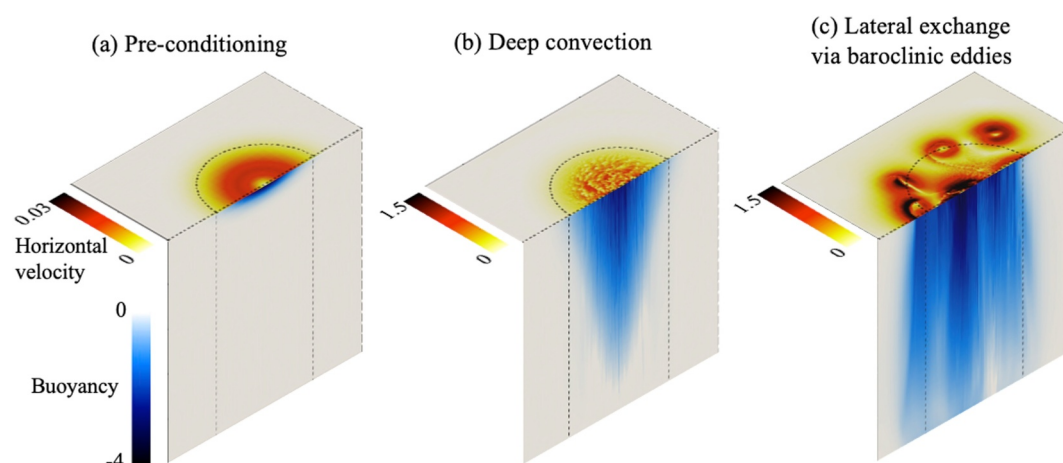 (a) Pre-conditioning
(b) Deep convection
(c) Lateral exchange
via baroclinic eddies
0.03
0
Horizontal
velocity
1.5
0
1.5
0
0
Buoyancy
-4